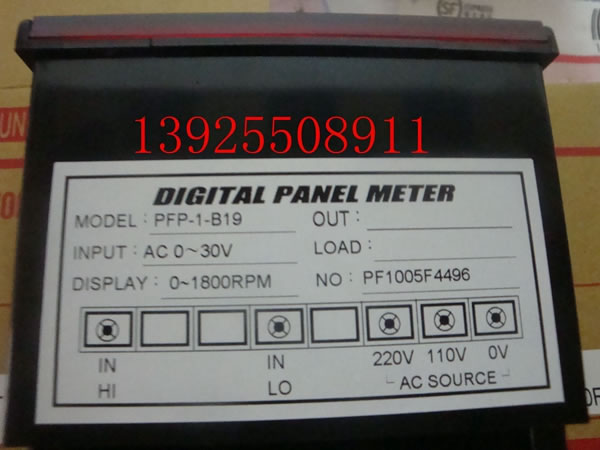 13925508911
DIGITAL PANEL METER
MODEL: PFP-1-B19 OUT:
INPUT: AC 0~30V LOAD:
DISPLAY: 0~1800RPM NO: PF1005F4496
IN IN 220V 110V 0V
HI LO AC SOURCE
UN